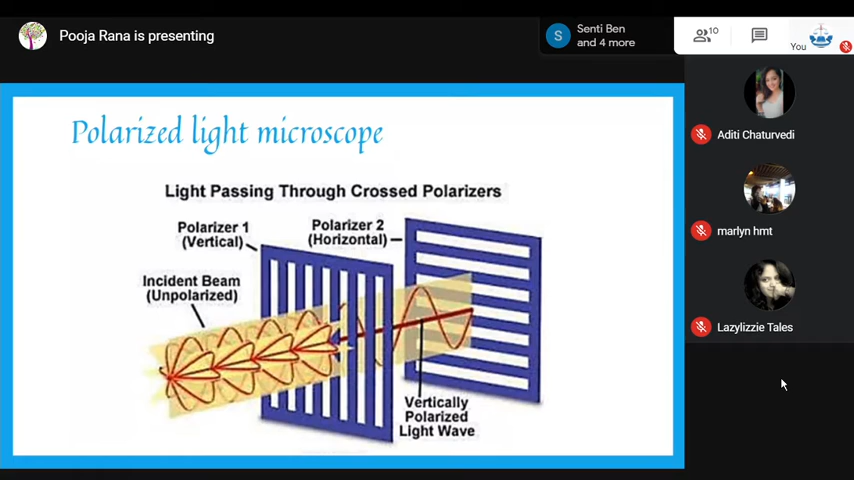 Pooja Rana is presenting
Senti Ben
and 4 more
S
10
You
Polarized light microscope
Light Passing Through Crossed Polarizers
Polarizer 1
(Vertical)
Polarizer 2
(Horizontal)
Incident Beam
(Unpolarized)
Vertically
Polarized
Light Wave
Aditi Chaturvedi
marlyn hmt
Lazylizzie Tales